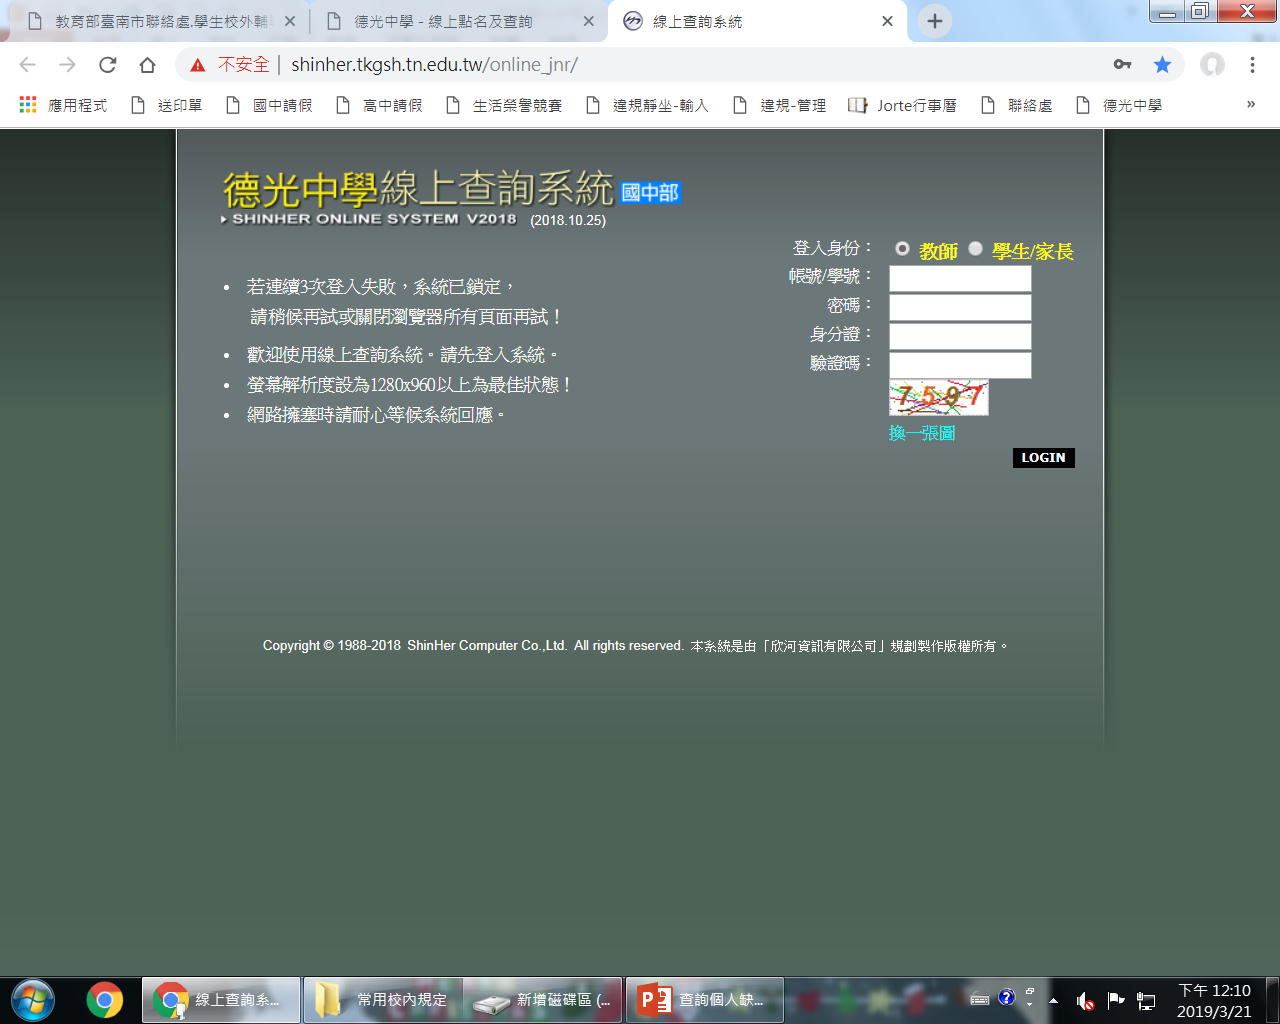 教育部臺南市聯絡處.學生校外輔
德光中學 - 線上點名及查詢
線上查詢系統
不安全 | shinher.tkgsh.tn.edu.tw/online_jnr/
應用程式 送印單 國中請假 高中請假 生活榮譽競賽 違規靜坐-輸入 違規-管理 Jorte行事曆 聯絡處 德光中學 »
德光中學線上查詢系統 國中部
SHINHER ONLINE SYSTEM V2018 (2018.10.25)
登入身份： 教師 學生/家長
帳號/學號：
密碼：
身分證：
驗證碼：
7597
換一張圖
LOGIN
• 若連續3次登入失敗，系統已鎖定，
請稍候再試或關閉瀏覽器所有頁面再試！
• 歡迎使用線上查詢系統。請先登入系統。
• 螢幕解析度設為1280x960以上為最佳狀態！
• 網路擁塞時請耐心等候系統回應。
Copyright © 1988-2018 ShinHer Computer Co.,Ltd. All rights reserved. 本系統是由「欣河資訊有限公司」規劃製作版權所有。
線上查詢系...
常用校內規定
新增磁碟區 (...
查詢個人缺...
下午 12:10
2019/3/21